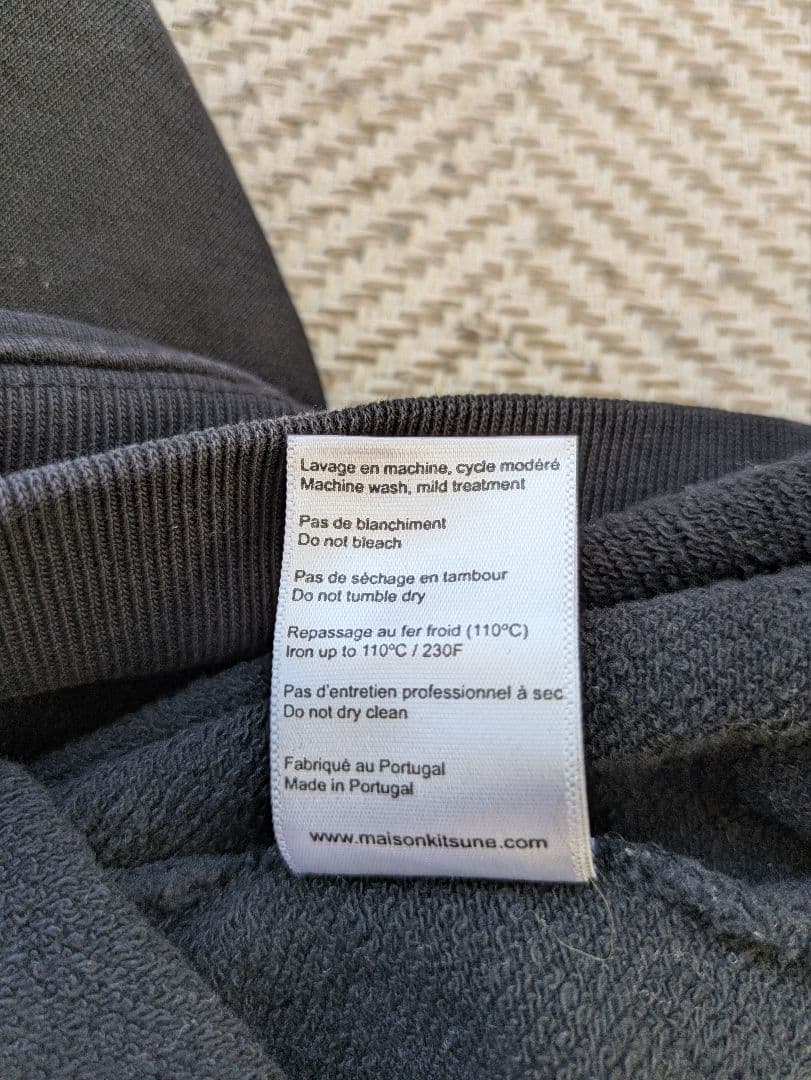 Lavage en machine, cycle modéré
Machine wash, mild treatment
Pas de blanchiment
Do not bleach
Pas de séchage en tambour
Do not tumble dry
Repassage au fer froid (110ºC)
Iron up to 110ºC / 230F
Pas d'entretien professionnel à sec
Do not dry clean
Fabriqué au Portugal
Made in Portugal
www.maisonkitsune.com